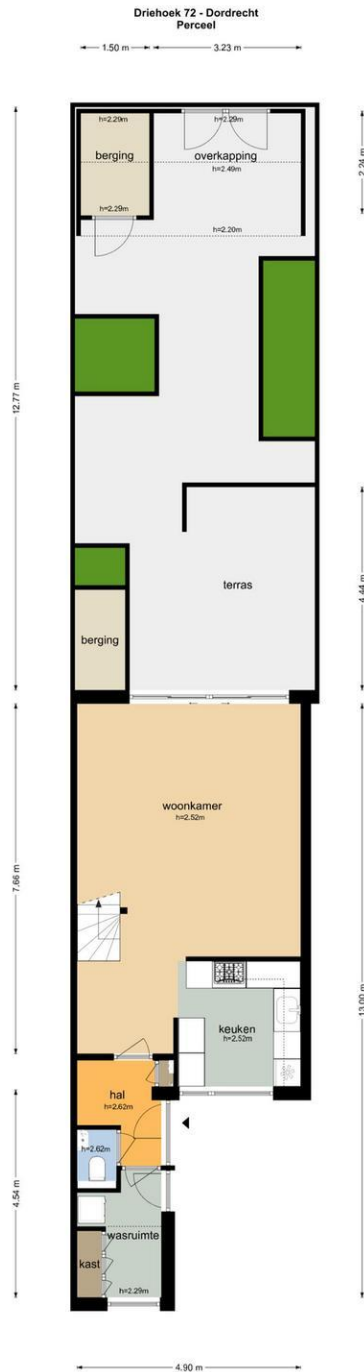 Driehoek 72 - Dordrecht
Perceel
1.50 m
3.23 m
h=2.29m
h=2.29m
berging
overkapping
h=2.49m
2.24 m
h=2.29m
h=2.20m
12.77 m
4.44 m
terras
berging
woonkamer
h=2.52m
7.66 m
13.00 m
keuken
h=2.52m
hal
h=2.62m
h=2.62m
4.54 m
wasruimte
kast
h=2.29m
4.90 m